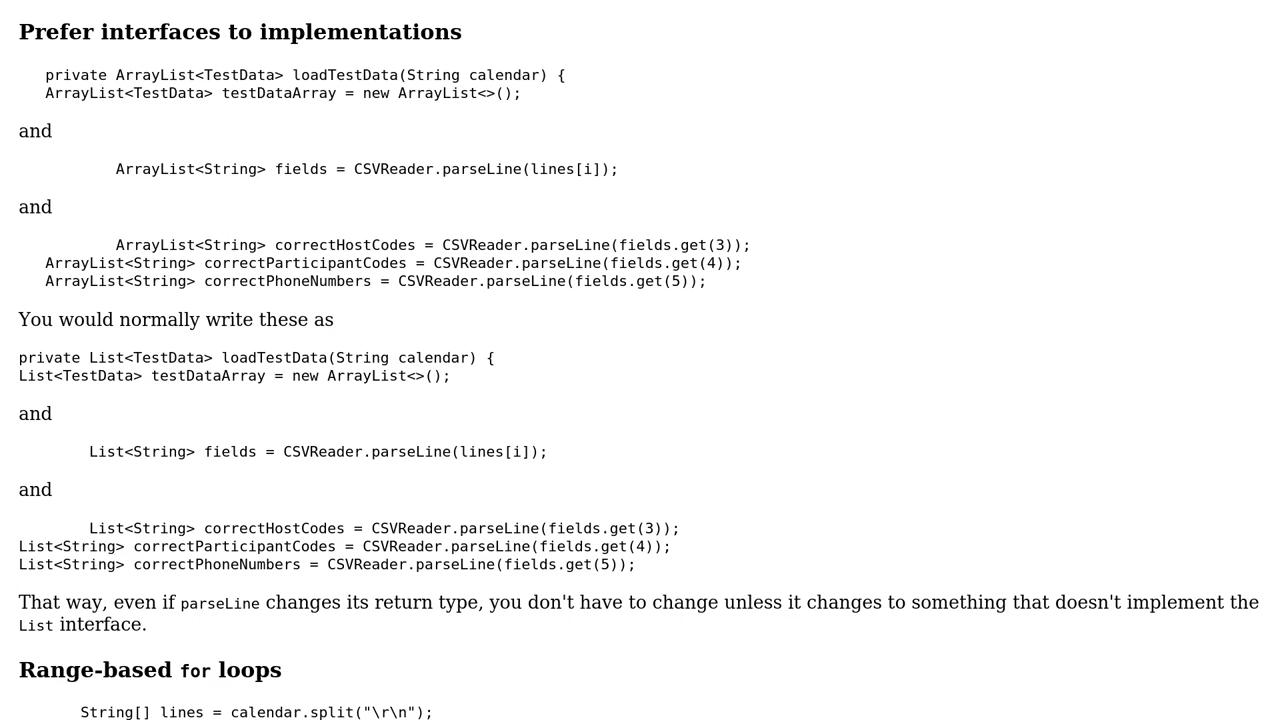 Prefer interfaces to implementations
private ArrayList<TestData> loadTestData(String calendar) {
ArrayList<TestData> testDataArray = new ArrayList<>();
and
ArrayList<String> fields = CSVReader.parseLine(lines[i]);
and
ArrayList<String> correctHostCodes = CSVReader.parseLine(fields.get(3));
ArrayList<String> correctParticipantCodes = CSVReader.parseLine(fields.get(4));
ArrayList<String> correctPhoneNumbers = CSVReader.parseLine(fields.get(5));
You would normally write these as
private List<TestData> loadTestData(String calendar) {
List<TestData> testDataArray = new ArrayList<>();
and
List<String> fields = CSVReader.parseLine(lines[i]);
and
List<String> correctHostCodes = CSVReader.parseLine(fields.get(3));
List<String> correctParticipantCodes = CSVReader.parseLine(fields.get(4));
List<String> correctPhoneNumbers = CSVReader.parseLine(fields.get(5));
That way, even if parseLine changes its return type, you don't have to change unless it changes to something that doesn't implement the
List interface.
Range-based for loops
String[] lines = calendar.split("\r\n");